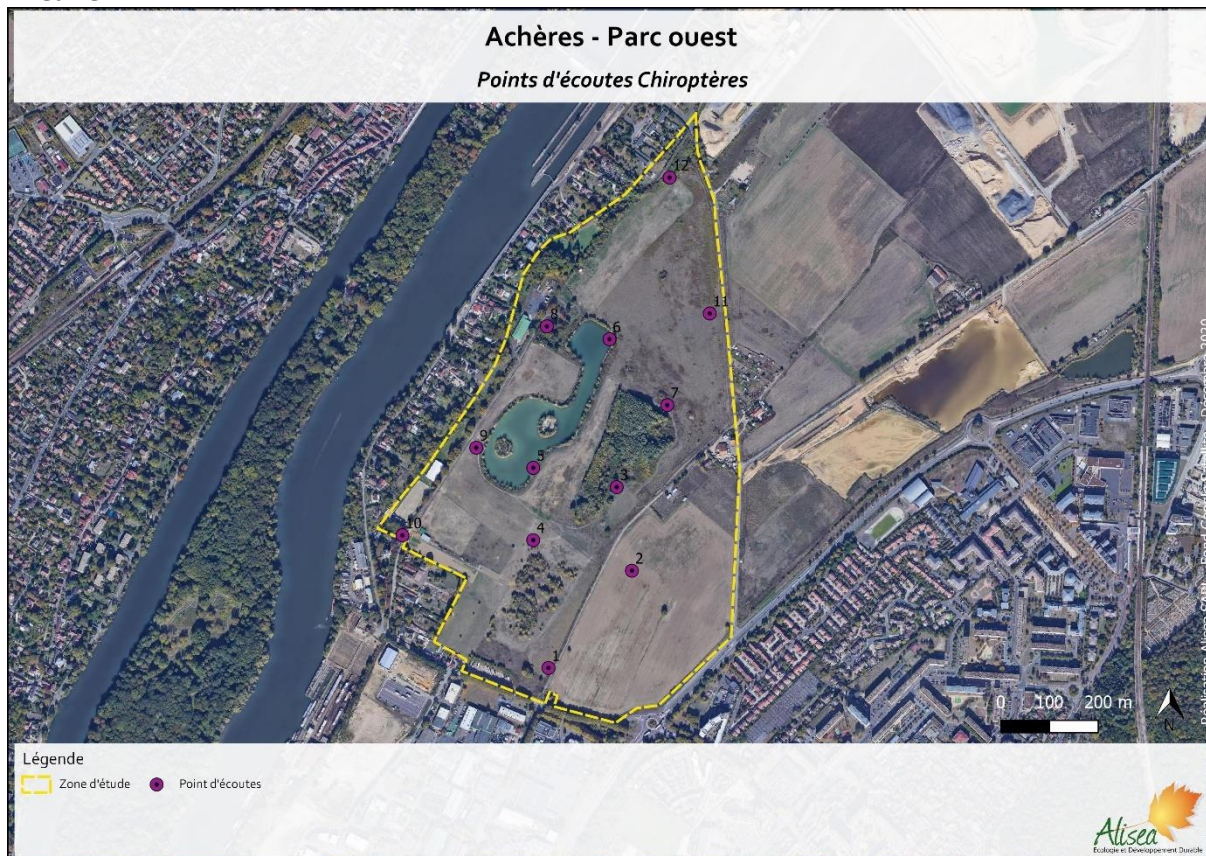 Achères - Parc ouest
Points d'écoutes Chiroptères
12
11
8
6
7
9
5
3
10
4
2
1
0 100 200 m
N
Légende
Zone d'étude
Point d'écoutes
Alisea
Ecologie et Développement Durable